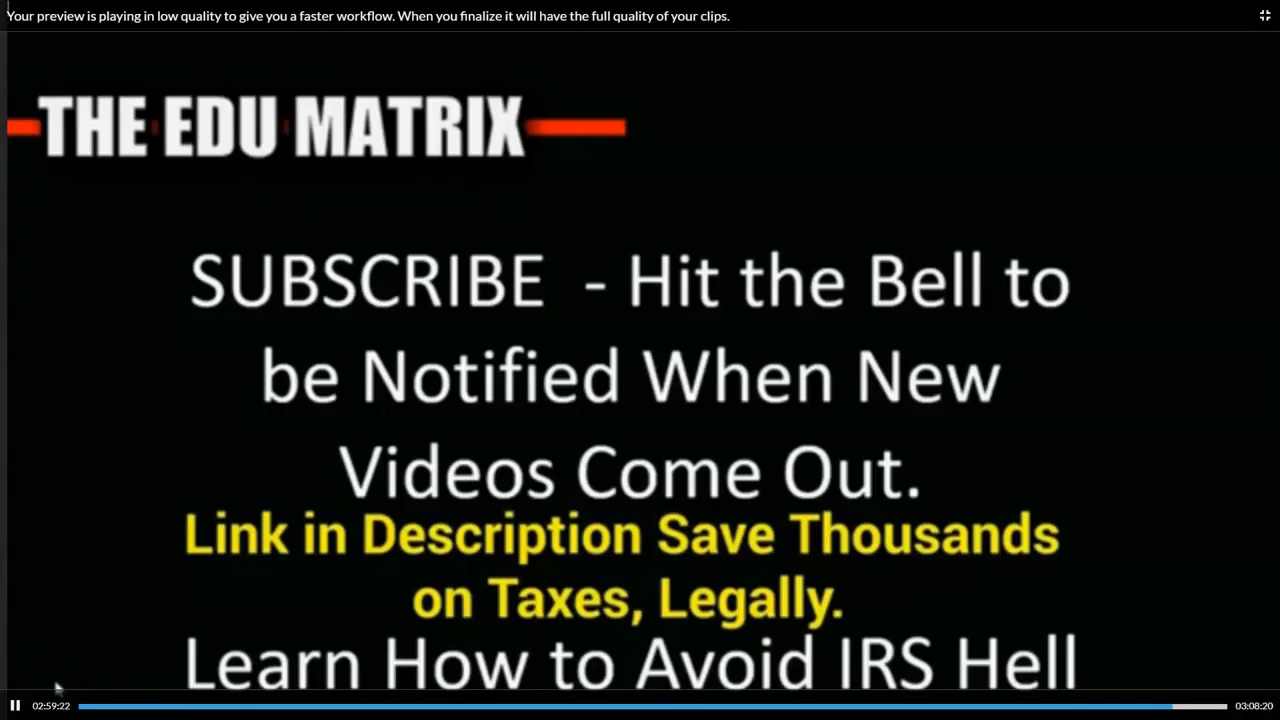 Your preview is playing in low quality to give you a faster workflow. When you finalize it will have the full quality of your clips.
THE EDU MATRIX
SUBSCRIBE - Hit the Bell to
be Notified When New
Videos Come Out.
Link in Description Save Thousands
on Taxes, Legally.
Learn How to Avoid IRS Hell
02:59:22
03:08:20